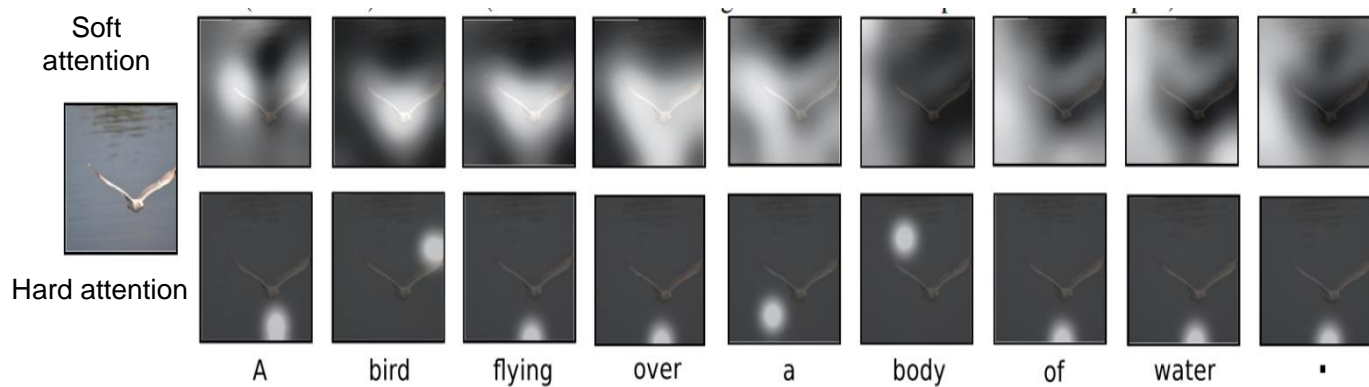 Soft
attention
Hard attention
A bird flying over a body of water .